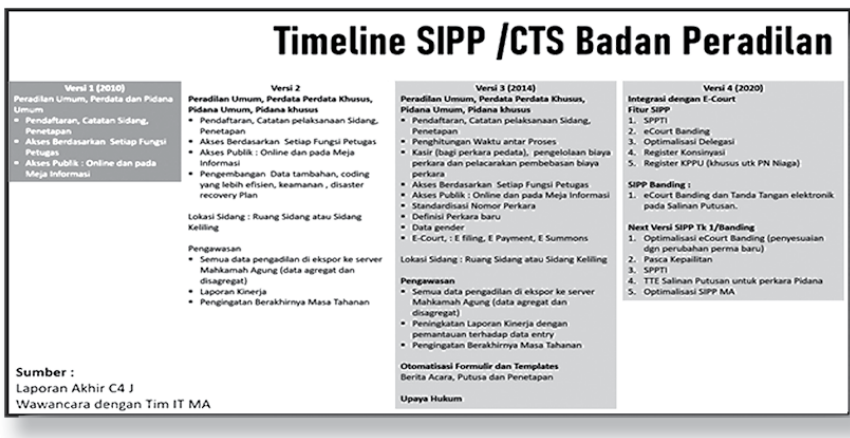 Timeline SIPP /CTS Badan Peradilan
Versi 1 (2010)
Peradilan Umum, Perdata dan Pidana
Umum
▪ Pendaftaran, Catatan Sidang,
Penetapan
▪ Akses Berdasarkan Setiap Fungsi
Petugas
▪ Akses Publik : Online dan pada
Meja Informasi
Versi 2
Peradilan Umum, Perdata Perdata Khusus,
Pidana Umum, Pidana khusus
▪ Pendaftaran, Catatan pelaksanaan Sidang,
Penetapan
▪ Akses Berdasarkan Setiap Fungsi Petugas
▪ Akses Publik : Online dan pada Meja
Informasi
▪ Pengembangan Data tambahan, coding
yang lebih efisien, keamanan , disaster
recovery Plan
Lokasi Sidang : Ruang Sidang atau Sidang
Keliling
Pengawasan
▪ Semua data pengadilan di ekspor ke server
Mahkamah Agung (data agregat dan
disagregat)
▪ Laporan Kinerja
▪ Pengingatan Berakhirnya Masa Tahanan
Versi 3 (2014)
Peradilan Umum, Perdata Perdata Khusus,
Pidana Umum, Pidana khusus
▪ Pendaftaran, Catatan pelaksanaan Sidang,
Penetapan
▪ Penghitungan Waktu antar Proses
▪ Kasir (bagi perkara pedata), pengelolaan biaya
perkara dan pelacarakan pembebasan biaya
perkara
▪ Akses Berdasarkan Setiap Fungsi Petugas
▪ Akses Publik : Online dan pada Meja Informasi
▪ Standardisasi Nomor Perkara
▪ Definisi Perkara baru
▪ Data gender
▪ E-Court, : E filing, E Payment, E Summons
Lokasi Sidang : Ruang Sidang atau Sidang Keliling
Pengawasan
▪ Semua data pengadilan di ekspor ke server
Mahkamah Agung (data agregat dan
disagregat)
▪ Peningkatan Laporan Kinerja dengan
pemantauan terhadap data entry
▪ Pengingatan Berakhirnya Masa Tahanan
Otomatisasi Formulir dan Templates
Berita Acara, Putusa dan Penetapan
Upaya Hukum
Versi 4 (2020)
Integrasi dengan E-Court
Fitur SIPP
1. SPPTI
2. eCourt Banding
3. Optimalisasi Delegasi
4. Register Konsinyasi
5. Register KPPU (khusus utk PN Niaga)
SIPP Banding :
1. eCourt Banding dan Tanda Tangan elektronik
pada Salinan Putusan.
Next Versi SIPP Tk 1/Banding
1. Optimalisasi eCourt Banding (penyesuaian
dgn perubahan perma baru)
2. Pasca Kepailitan
3. SPPTI
4. TTE Salinan Putusan untuk perkara Pidana
5. Optimalisasi SIPP MA
Sumber :
Laporan Akhir C4 J
Wawancara dengan Tim IT MA